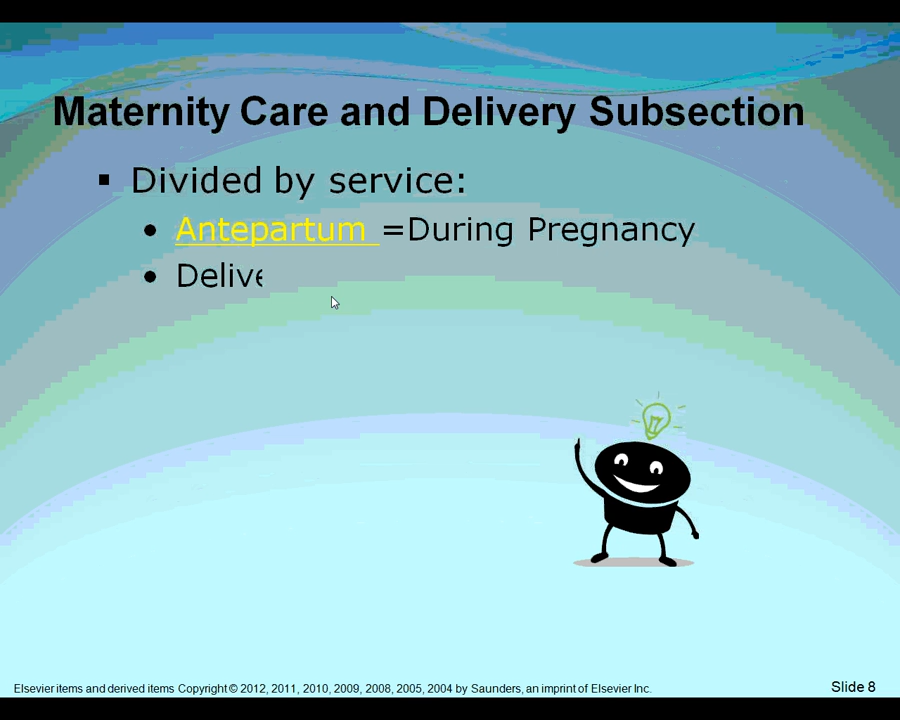 Maternity Care and Delivery Subsection
Divided by service:
Antepartum =During Pregnancy
Delive
Elsevier items and derived items Copyright © 2012, 2011, 2010, 2009, 2008, 2005, 2004 by Saunders, an imprint of Elsevier Inc.
Slide 8